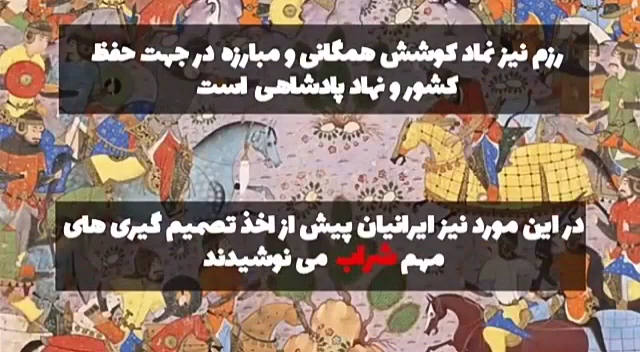 رزم نیز نماد کوشش همگانی و مبارزه در جهت حفظ
کشور و نهاد پادشاهی است
در این مورد نیز ایرانیان پیش از اخذ تصمیم گیری های
مهم شراب می نوشیدند